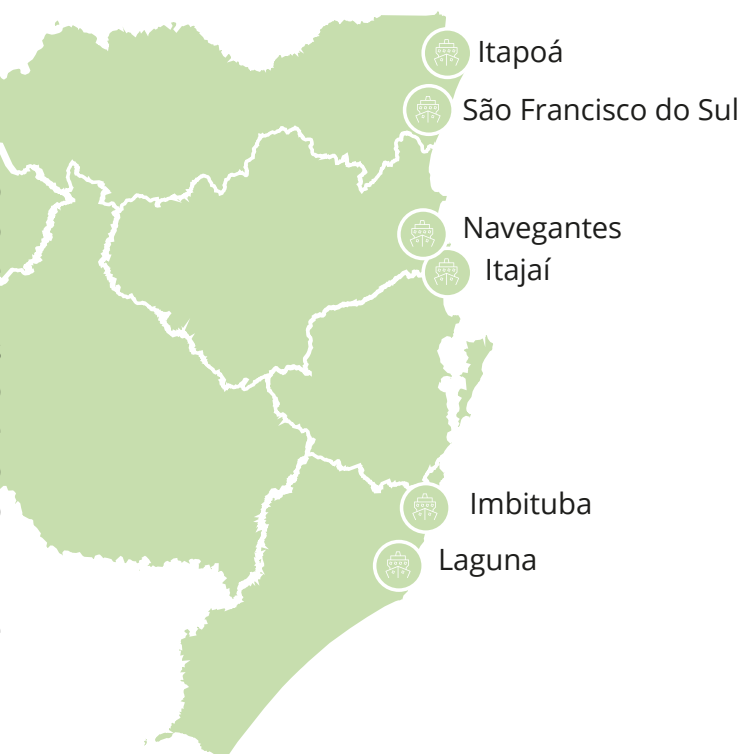 Itapoá
São Francisco do Sul
Navegantes
Itajaí
Imbituba
Laguna